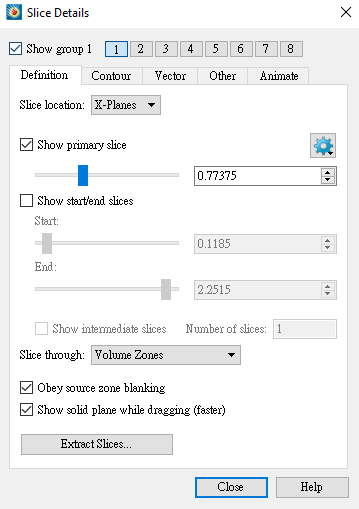 Slice Details
Show group 1 1 2 3 4 5 6 7 8
Definition Contour Vector Other Animate
Slice location: X-Planes
Show primary slice
0.77375
Show start/end slices
Start:
0.1185
End:
2.2515
Show intermediate slices Number of slices: 1
Slice through: Volume Zones
Obey source zone blanking
Show solid plane while dragging (faster)
Extract Slices...
Close Help